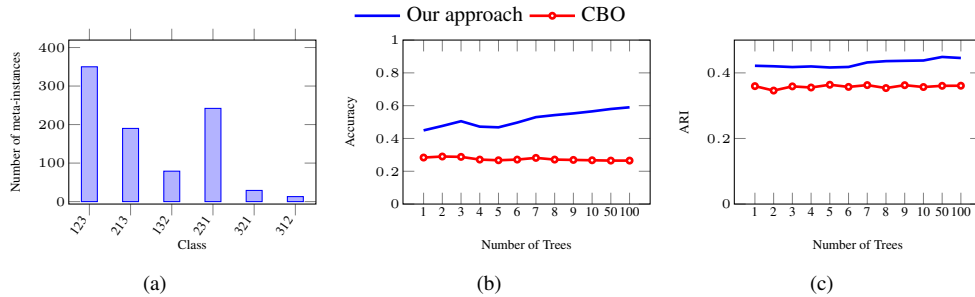 Our approach CBO
Number of meta-instances
400
300
200
100
0
123 213 132 231 321 312
Class
(a)
Accuracy
1
0.8
0.6
0.4
0.2
0
1 2 3 4 5 6 7 8 9 10 50 100
Number of Trees
(b)
ARI
0.4
0.2
0
1 2 3 4 5 6 7 8 9 10 50 100
Number of Trees
(c)